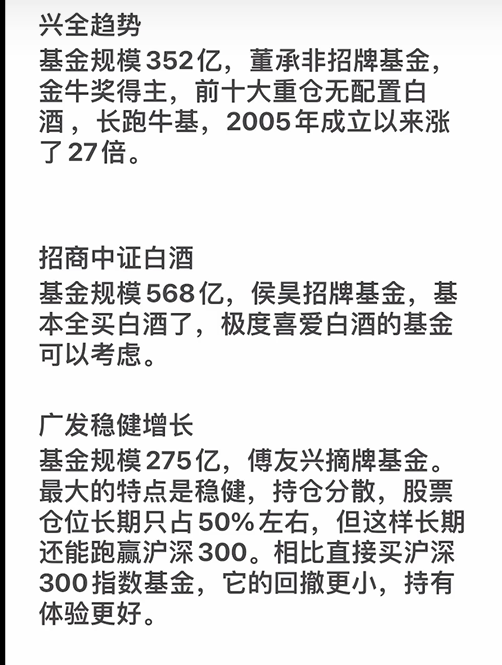 兴全趋势
基金规模352亿，董承非招牌基金，
金牛奖得主，前十大重仓无配置白
酒 ，长跑牛基，2005年成立以来涨
了27倍。
招商中证白酒
基金规模568亿，侯昊招牌基金，基
本全买白酒了，极度喜爱白酒的基金
可以考虑。
广发稳健增长
基金规模275亿，傅友兴摘牌基金。
最大的特点是稳健，持仓分散，股票
仓位长期只占50%左右，但这样长期
还能跑赢沪深300。相比直接买沪深
300指数基金，它的回撤更小，持有
体验更好。